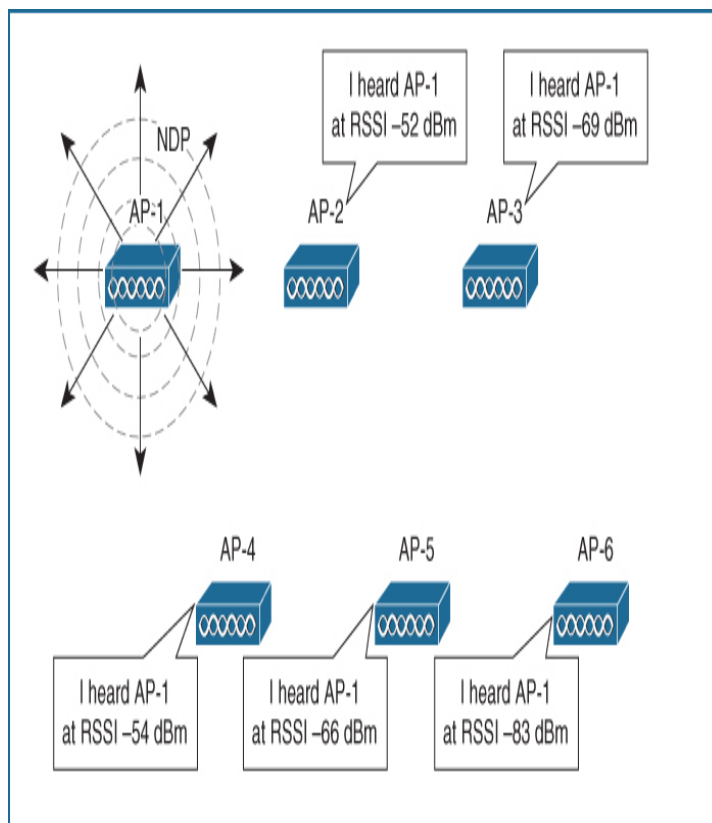 I heard AP-1
at RSSI –52 dBm
I heard AP-1
at RSSI –69 dBm
NDP
AP-1
AP-2
AP-3
AP-4
AP-5
AP-6
I heard AP-1
at RSSI –54 dBm
I heard AP-1
at RSSI –66 dBm
I heard AP-1
at RSSI –83 dBm